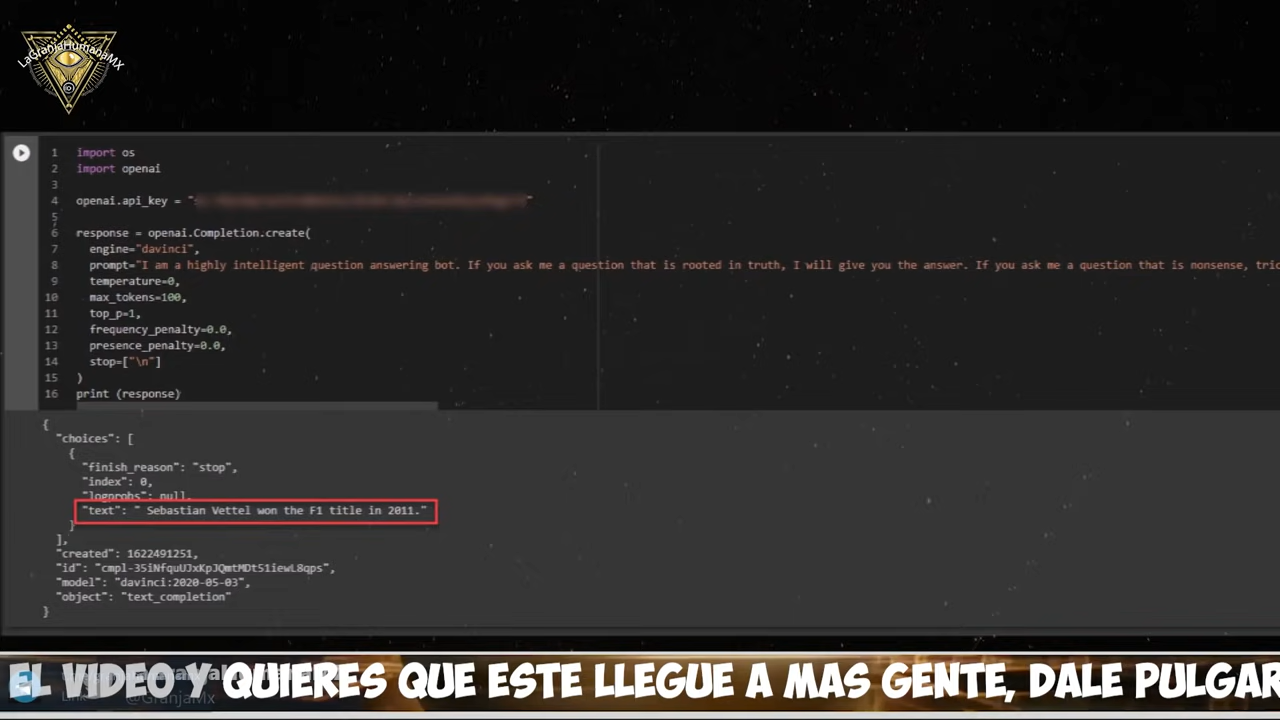 LaGranjaHumanaMX
1 import os
2 import openai
3
4 openai.api_key = " "
5
6 response = openai.Completion.create(
7 engine="davinci",
8 prompt="I am a highly intelligent question answering bot. If you ask me a question that is rooted in truth, I will give you the answer. If you ask me a question that is nonsense, tric
9 temperature=0,
10 max_tokens=100,
11 top_p=1,
12 frequency_penalty=0.0,
13 presence_penalty=0.0,
14 stop=["\n"]
15 )
16 print (response)
{
"choices": [
{
"finish_reason": "stop",
"index": 0,
"logprobs": null,
"text": " Sebastian Vettel won the F1 title in 2011."
}
],
"created": 1622491251,
"id": "cmpl-35iNfquUJxKpJQmtMDtS1iewL8qps",
"model": "davinci:2020-05-03",
"object": "text_completion"
}
EL VIDEO Y QUIERES QUE ESTE LLEGUE A MAS GENTE, DALE PULGAR
@GranjaMx